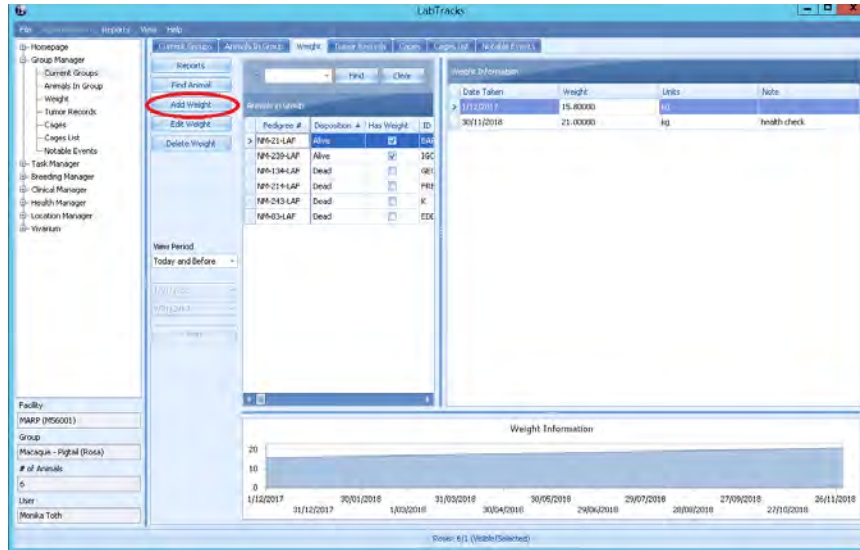 LabTracks
File Reports View Help
Homepage
Group Manager
Current Groups
Animals In Group
Weight
Tumor Records
Cages
Cages List
Notable Events
Task Manager
Breeding Manager
Clinical Manager
Health Manager
Location Manager
Vivarium
Facility
MARP (M56001)
Group
Macaque - Pigtail (Rosa)
# of Animals
6
User
Monika Toth
Current Groups Animals In Group Weight Tumor Records Cages Cages List Notable Events
Reports
Find Animal
Add Weight
Edit Weight
Delete Weight
View Period
Today and Before
Find Clear
Animals In Group
Pedigree # Disposition Has Weight ID
NM-21-LAF Alive
NM-239-LAF Alive IGC
NM-134-LAF Dead
NM-214-LAF Dead
NM-243-LAF Dead K
NM-03-LAF Dead
Weight Information
Date Taken Weight Units Note
1/12/2017 15.80000 kg
30/11/2018 21.00000 kg health check
Weight Information
20
10
0
1/12/2017 30/01/2018 31/03/2018 30/05/2018 29/07/2018 27/09/2018 26/11/2018
31/12/2017 1/03/2018 30/04/2018 29/06/2018 28/08/2018 27/10/2018
Rows: 6/1 (Visible/Selected)